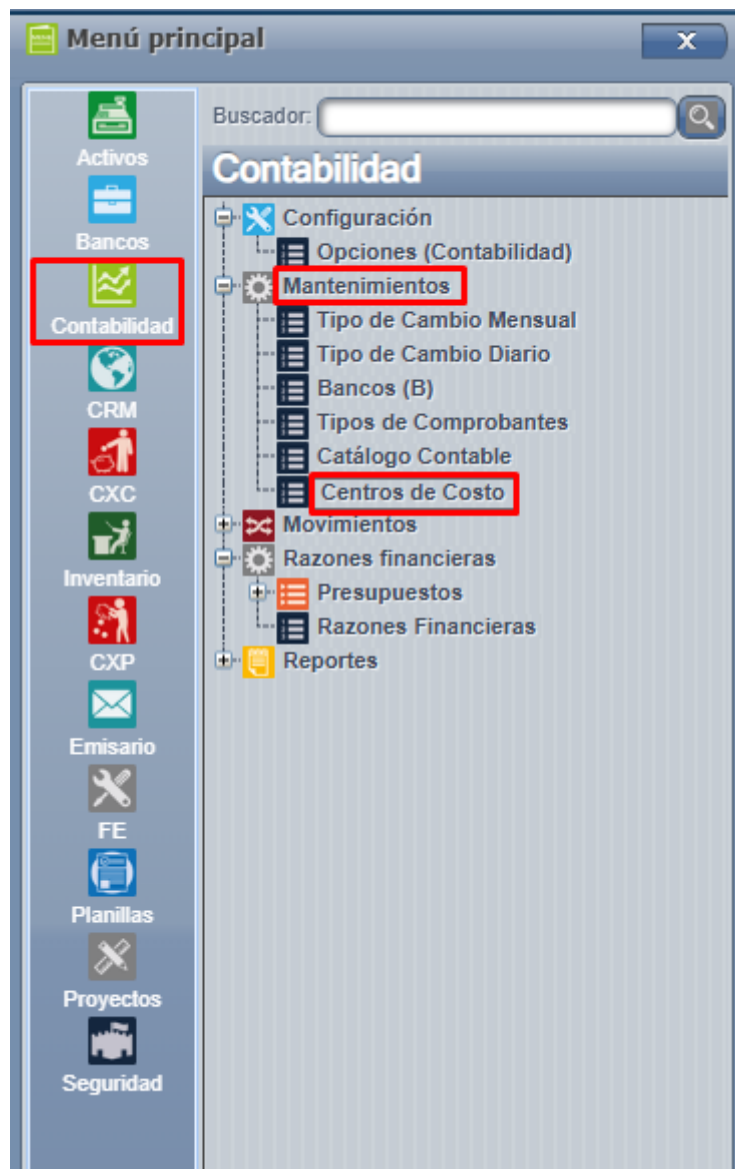 Menú principal
x
Activos
Bancos
Contabilidad
CRM
CXC
Inventario
CXP
Emisario
FE
Planillas
Proyectos
Seguridad
Buscador:
Contabilidad
Configuración
Opciones (Contabilidad)
Mantenimientos
Tipo de Cambio Mensual
Tipo de Cambio Diario
Bancos (B)
Tipos de Comprobantes
Catálogo Contable
Centros de Costo
Movimientos
Razones financieras
Presupuestos
Razones Financieras
Reportes